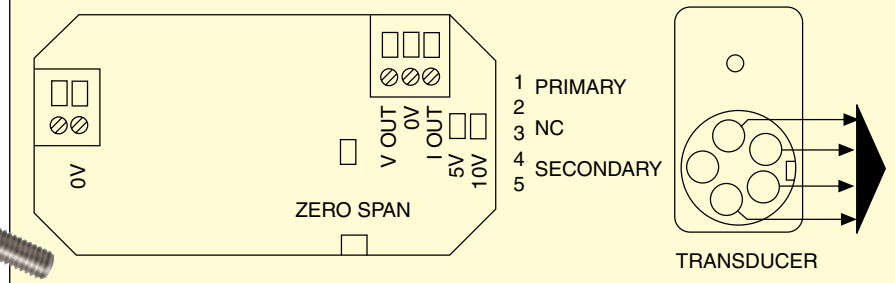 0V
V OUT
0V
I OUT
5V
10V
ZERO SPAN
1 PRIMARY
2
3 NC
4 SECONDARY
5
TRANSDUCER